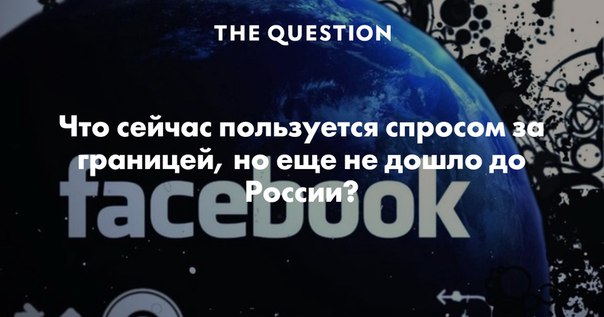 THE QUESTION
Что сейчас пользуется спросом за
границей, но еще не дошло до
России?
facebook